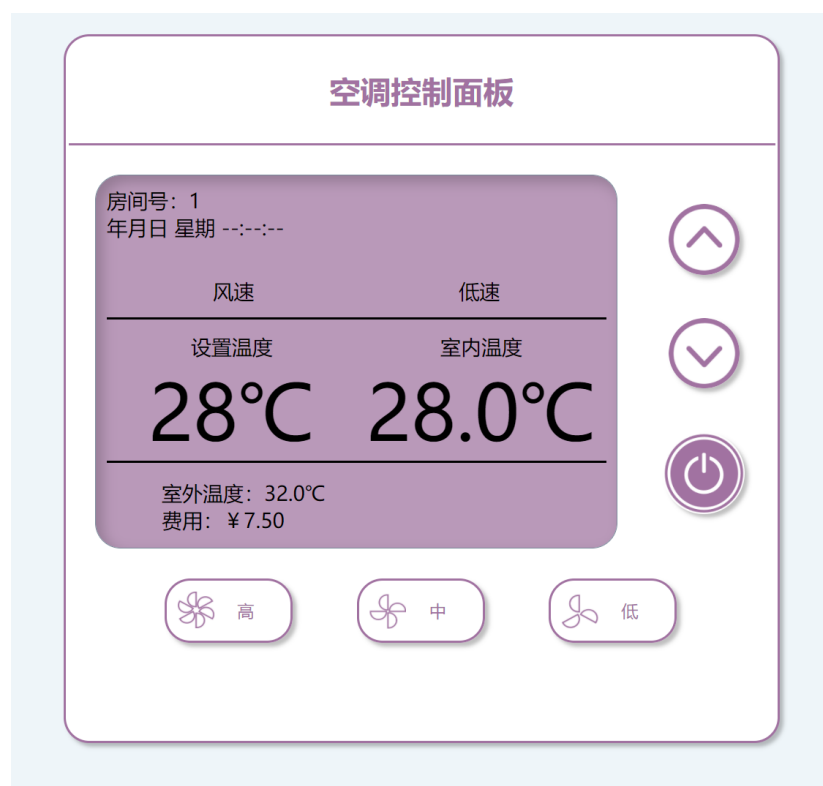 空调控制面板
房间号：1
年月日 星期 --:--:--
风速 低速
设置温度 室内温度
28℃ 28.0℃
室外温度：32.0℃
费用：￥7.50
高 中 低